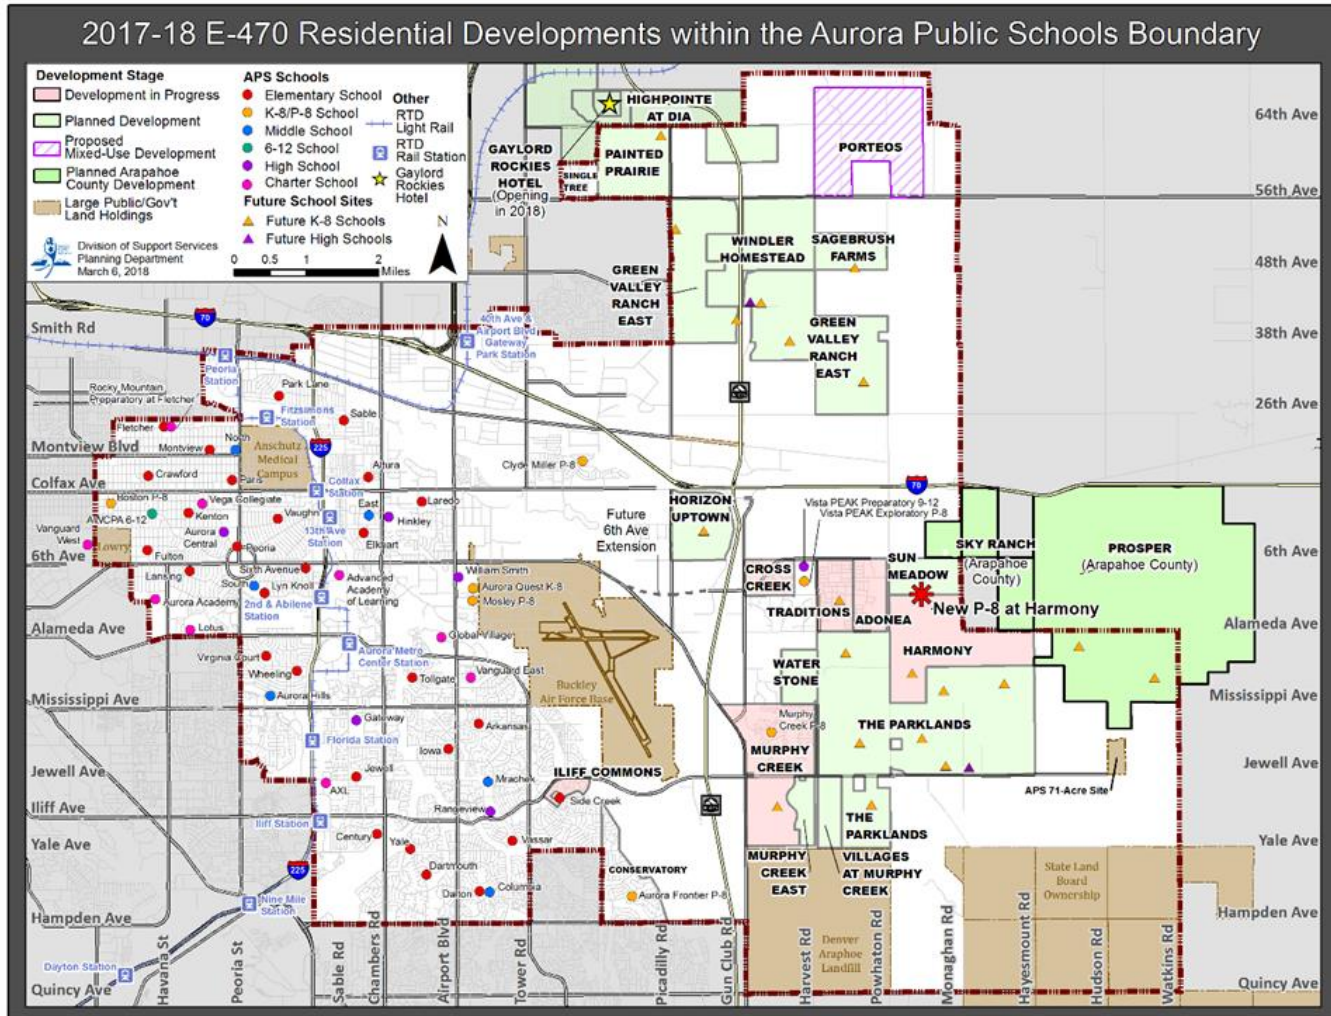 2017-18 E-470 Residential Developments within the Aurora Public Schools Boundary
Development Stage
Development in Progress
Planned Development
Proposed
Mixed-Use Development
Planned Arapahoe
County Development
Large Public/Gov't
Land Holdings
Division of Support Services
Planning Department
March 6, 2018
APS Schools
Elementary School
K-8/P-8 School
Middle School
6-12 School
High School
Charter School
Future School Sites
Future K-8 Schools
Future High Schools
Other
RTD
Light Rail
RTD
Rail Station
Gaylord
Rockies
Hotel
N
0 0.5 1 2
Miles
HIGHPOINTE
AT DIA
GAYLORD
ROCKIES
HOTEL
(Opening
in 2018)
SINGLE
TREE
PAINTED
PRAIRIE
PORTEOS
64th Ave
56th Ave
WINDLER
HOMESTEAD
SAGEBRUSH
FARMS
48th Ave
GREEN
VALLEY
RANCH
EAST
GREEN
VALLEY
RANCH
EAST
38th Ave
26th Ave
Smith Rd
70
40th Ave &
Airport Blvd
Gateway
Park Station
Peoria
Station
Park Lane
Rocky Mountain
Preparatory at Fletcher
Fitzsimons
Station
Sable
Fletcher
North
Montview
Montview Blvd
Anschutz
Medical
Campus
225
Clyde Miller P-8
Crawford
Paris
Altura
Colfax Ave
Colfax
Station
70
Boston P-8
Vega Collegiate
Laredo
HORIZON
UPTOWN
Vista PEAK Preparatory 9-12
Vista PEAK Exploratory P-8
AWCPA 6-12
Kenton
Vaughn
East
Hinkley
13th Ave
Station
Vanguard
West
Aurora
Central
Elkhart
Future
6th Ave
Extension
Lowry
6th Ave
Fulton
Peoria
SKY RANCH
(Arapahoe
County)
PROSPER
(Arapahoe County)
6th Ave
SUN
MEADOW
CROSS
CREEK
Lansing
Sixth Avenue
South
Lyn Knoll
Advanced
Academy
of Learning
William Smith
Aurora Quest K-8
Mosley P-8
Aurora Academy
2nd & Abilene
Station
TRADITIONS
ADONEA
New P-8 at Harmony
Alameda Ave
Lotus
Global Village
Alameda Ave
Aurora Metro
Center Station
HARMONY
Virginia Court
Wheeling
Tollgate
Vanguard East
Buckley
Air Force Base
WATER
STONE
Mississippi Ave
Aurora Hills
Mississippi Ave
Gateway
Arkansas
Murphy
Creek P-8
THE PARKLANDS
Florida Station
Iowa
MURPHY
CREEK
Jewell Ave
Jewell
Mrachek
ILIFF COMMONS
Jewell Ave
AXL
Side Creek
APS 71-Acre Site
Iliff Ave
Rangeview
Iliff Station
THE
PARKLANDS
Yale Ave
Century
Yale
Vassar
Yale Ave
MURPHY
CREEK
EAST
VILLAGES
AT MURPHY
CREEK
225
Dartmouth
CONSERVATORY
State Land
Board
Ownership
Dalton
Columbia
Aurora Frontier P-8
Nine Mile
Station
Hampden Ave
Hampden Ave
Denver
Araphoe
Landfill
Dayton Station
Quincy Ave
Quincy Ave
Havana St
Peoria St
Sable Rd
Chambers Rd
Airport Blvd
Tower Rd
Picadilly Rd
Gun Club Rd
Harvest Rd
Powhaton Rd
Monaghan Rd
Hayesmount Rd
Hudson Rd
Watkins Rd